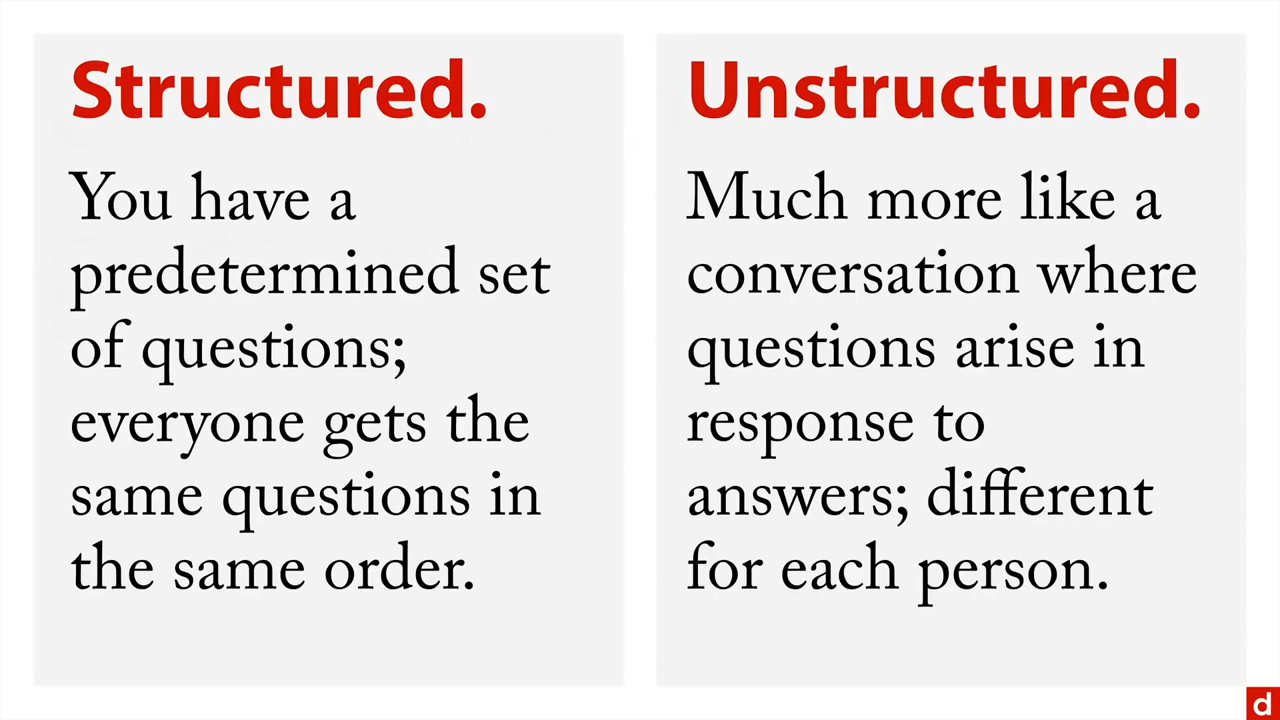 Structured.
You have a
predetermined set
of questions;
everyone gets the
same questions in
the same order.
Unstructured.
Much more like a
conversation where
questions arise in
response to
answers; different
for each person.
d